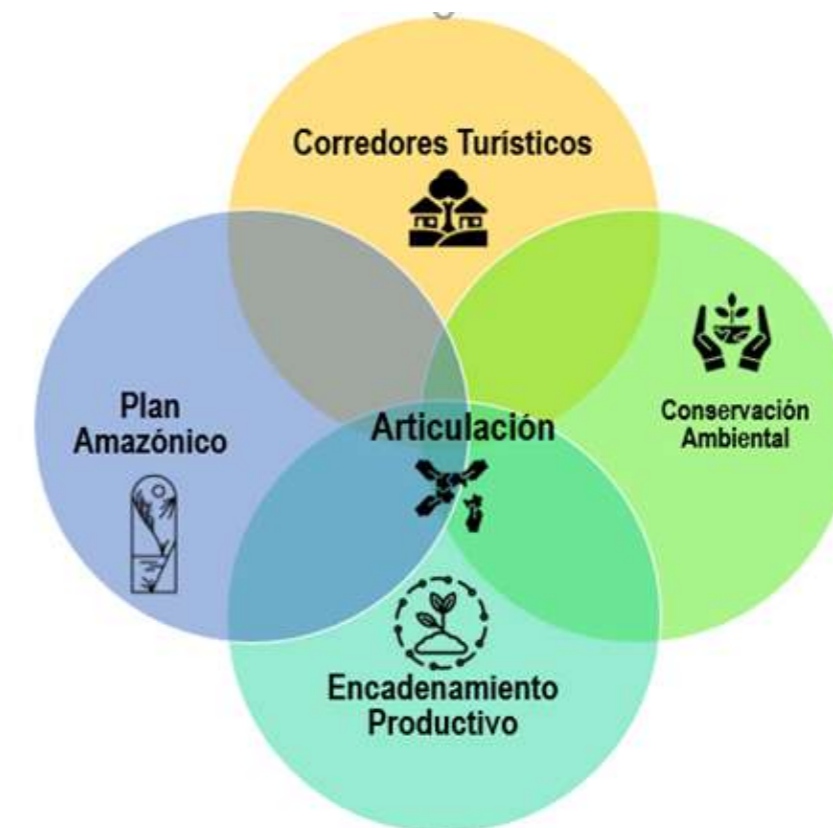 Corredores Turísticos
Plan
Amazónico
Articulación
Conservación
Ambiental
Encadenamiento
Productivo